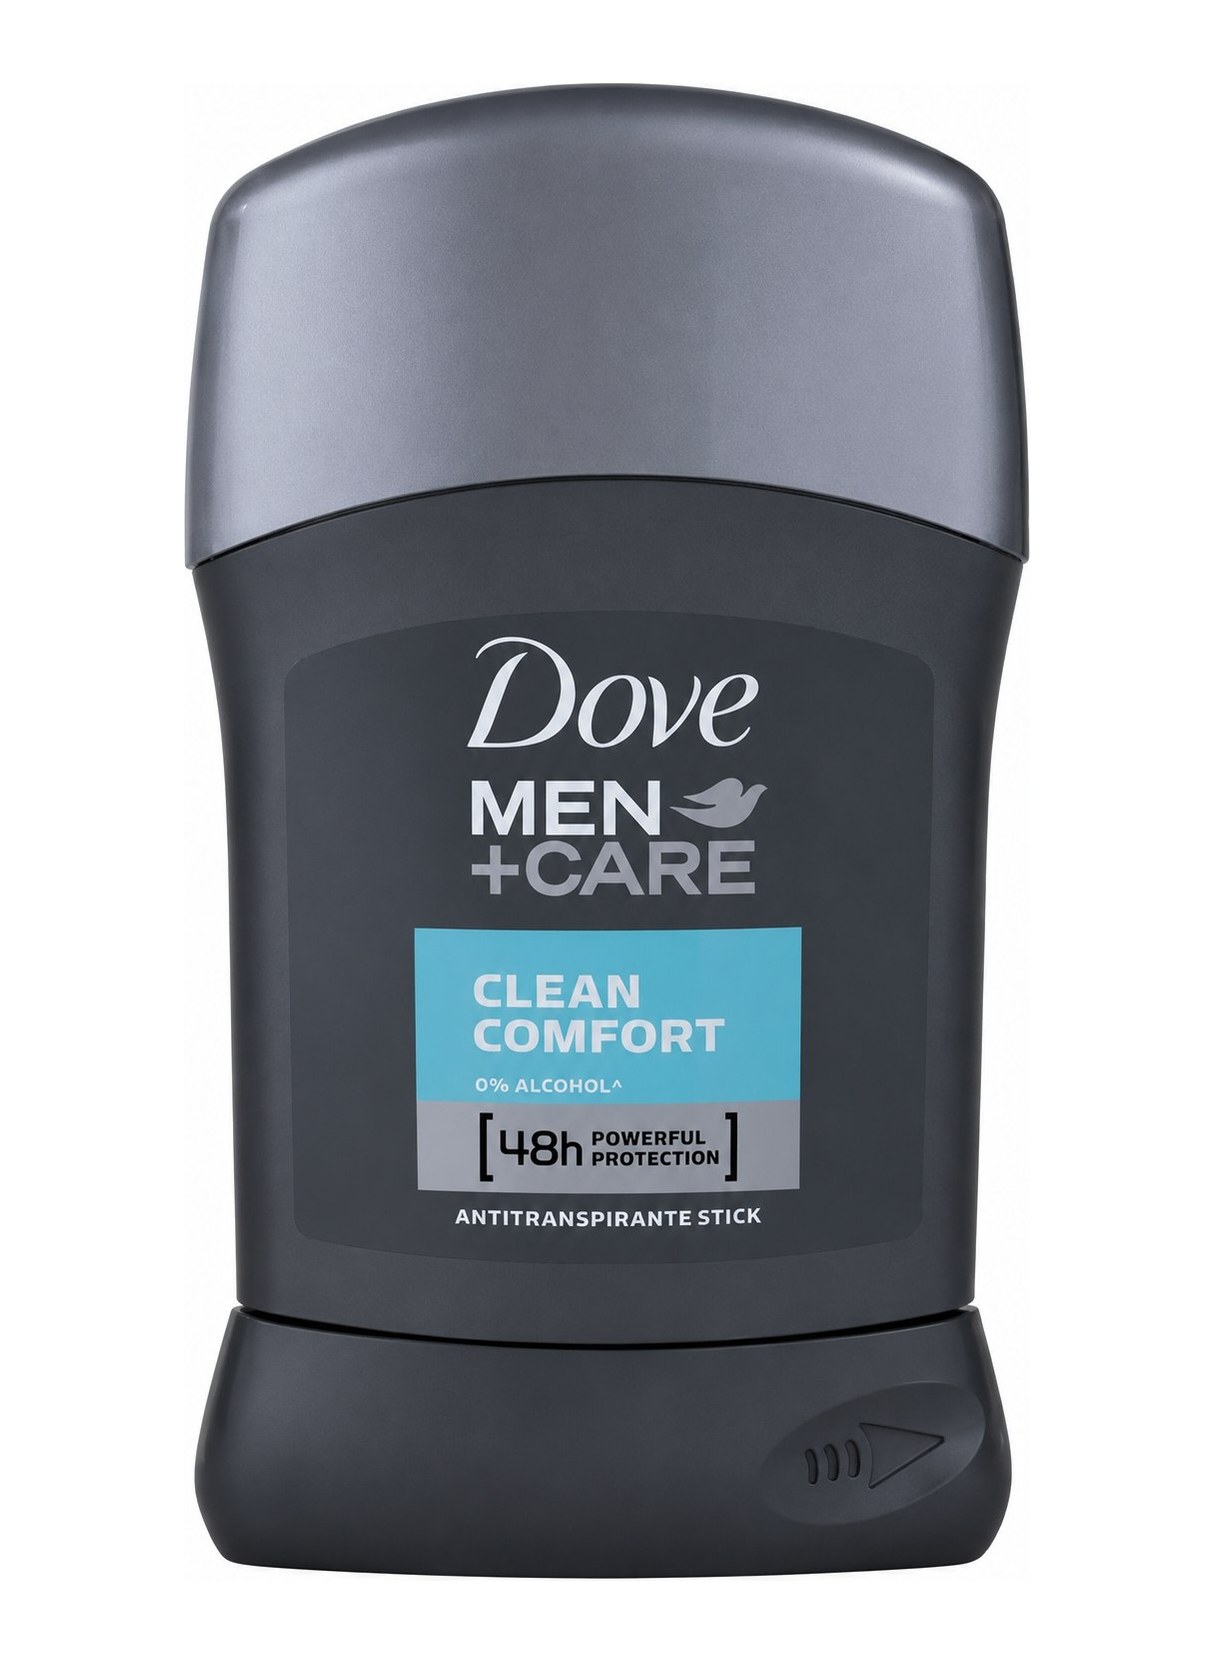 Dove
MEN
+CARE
CLEAN
COMFORT
0% ALCOHOL^
[48h POWERFUL
PROTECTION]
ANTITRANSPIRANTE STICK